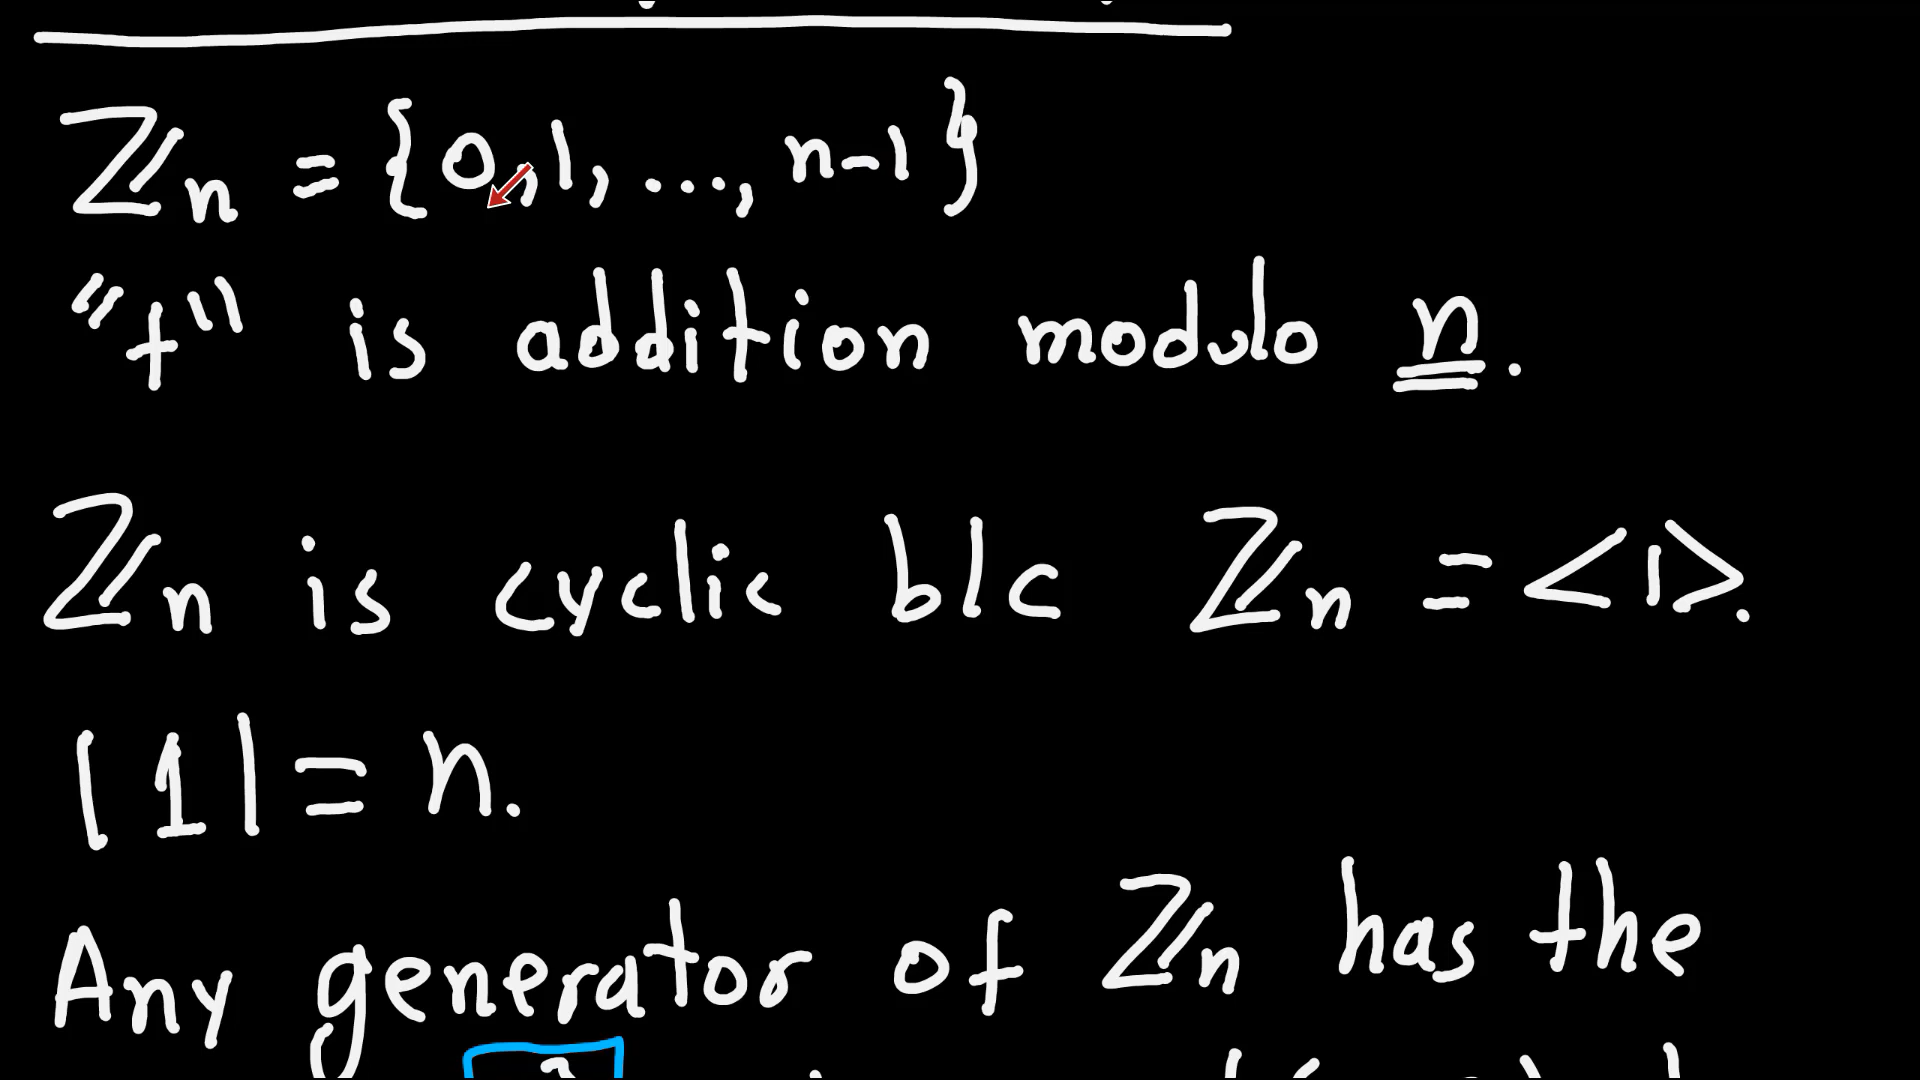 ℤn = {0,1,...,n-1}
"+" is addition modulo n.
ℤn is cyclic b/c ℤn = <1>.
|1| = n.
Any generator of ℤn has the